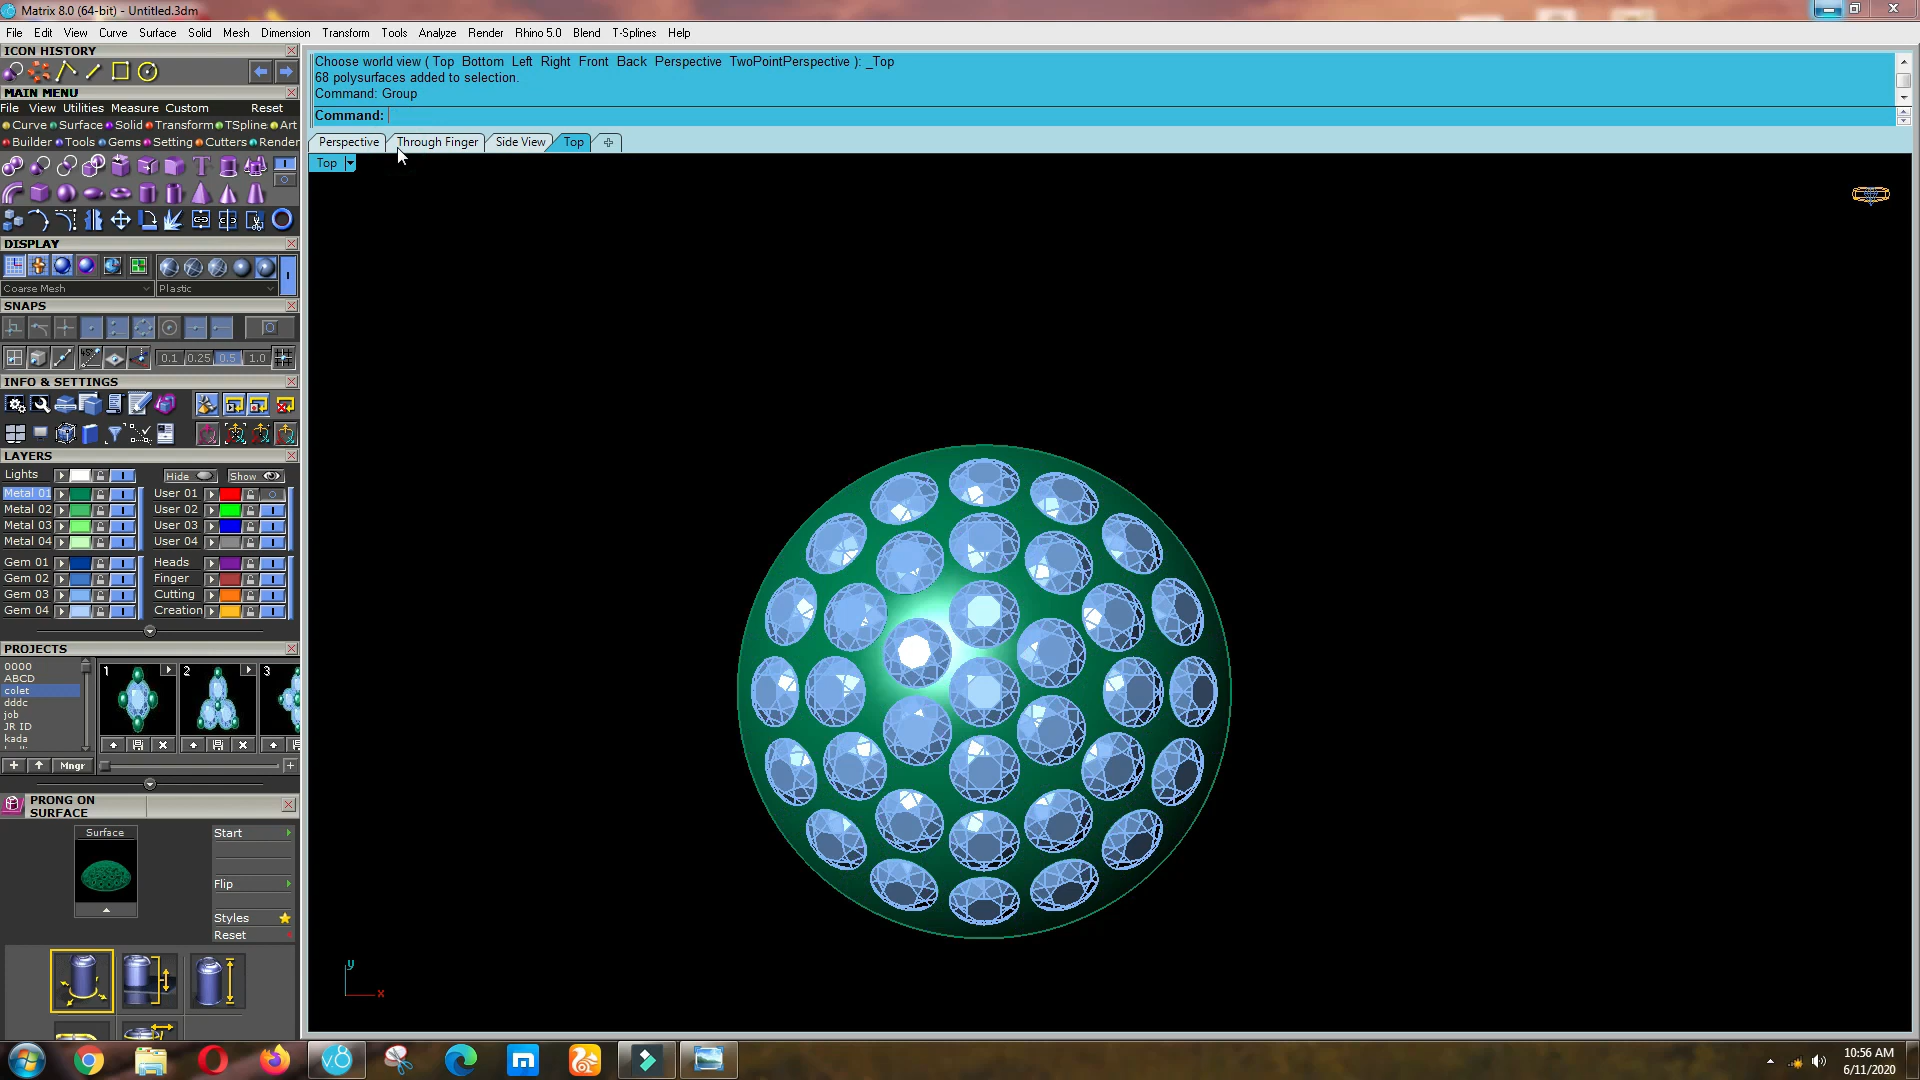 Matrix 8.0 (64-bit) - Untitled.3dm
File Edit View Curve Surface Solid Mesh Dimension Transform Tools Analyze Render Rhino 5.0 Blend T-Splines Help
ICON HISTORY
MAIN MENU
File View Utilities Measure Custom Reset
Curve Surface Solid Transform TSpline Art
Builder Tools Gems Setting Cutters Render
DISPLAY
Coarse Mesh Plastic
SNAPS
0.1 0.25 0.5 1.0
INFO & SETTINGS
LAYERS
Lights Hide Show
Metal 01 User 01
Metal 02 User 02
Metal 03 User 03
Metal 04 User 04
Gem 01 Heads
Gem 02 Finger
Gem 03 Cutting
Gem 04 Creation
PROJECTS
0000
ABCD
colet
dddc
job
JR ID
kada
1 2 3
Mngr
PRONG ON
SURFACE
Surface
Start
Flip
Styles
Reset
Choose world view ( Top Bottom Left Right Front Back Perspective TwoPointPerspective ): _Top
68 polysurfaces added to selection.
Command: Group
Command:
Perspective Through Finger Side View Top
Top
y
x
10:56 AM
6/11/2020